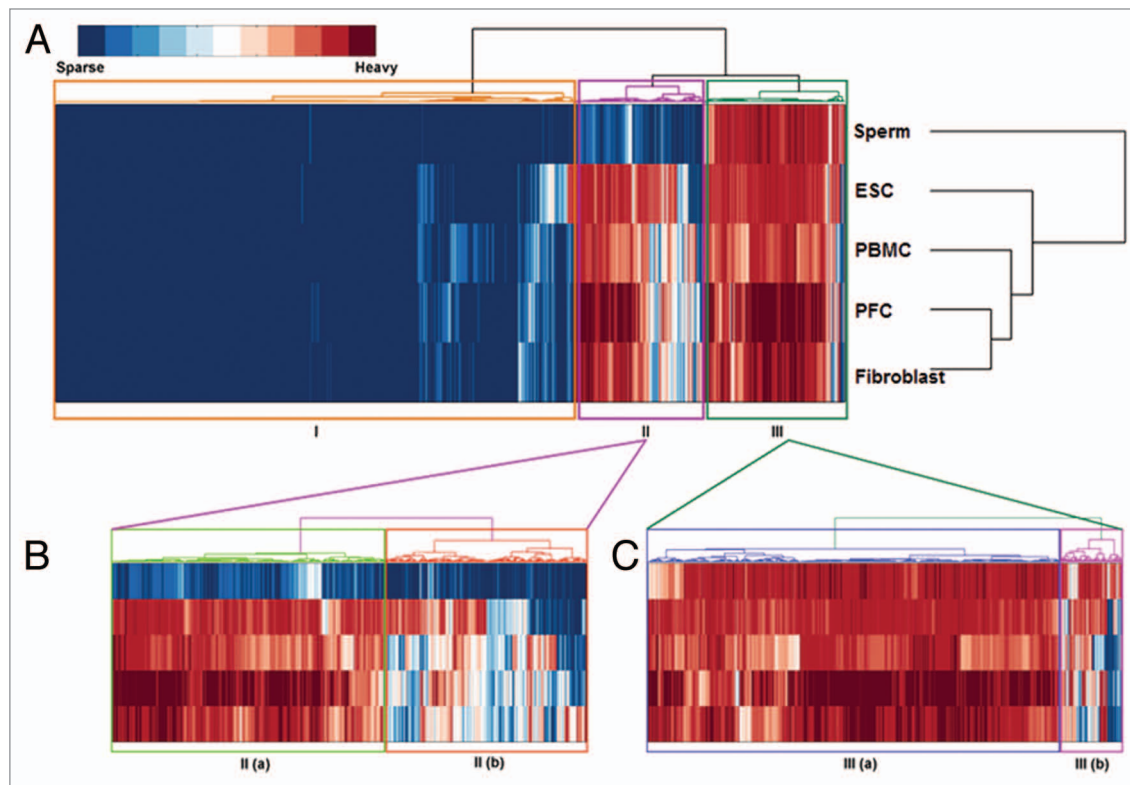 A
Sparse Heavy
Sperm
ESC
PBMC
PFC
Fibroblast
I II III
B C
II (a) II (b) III (a) III (b)